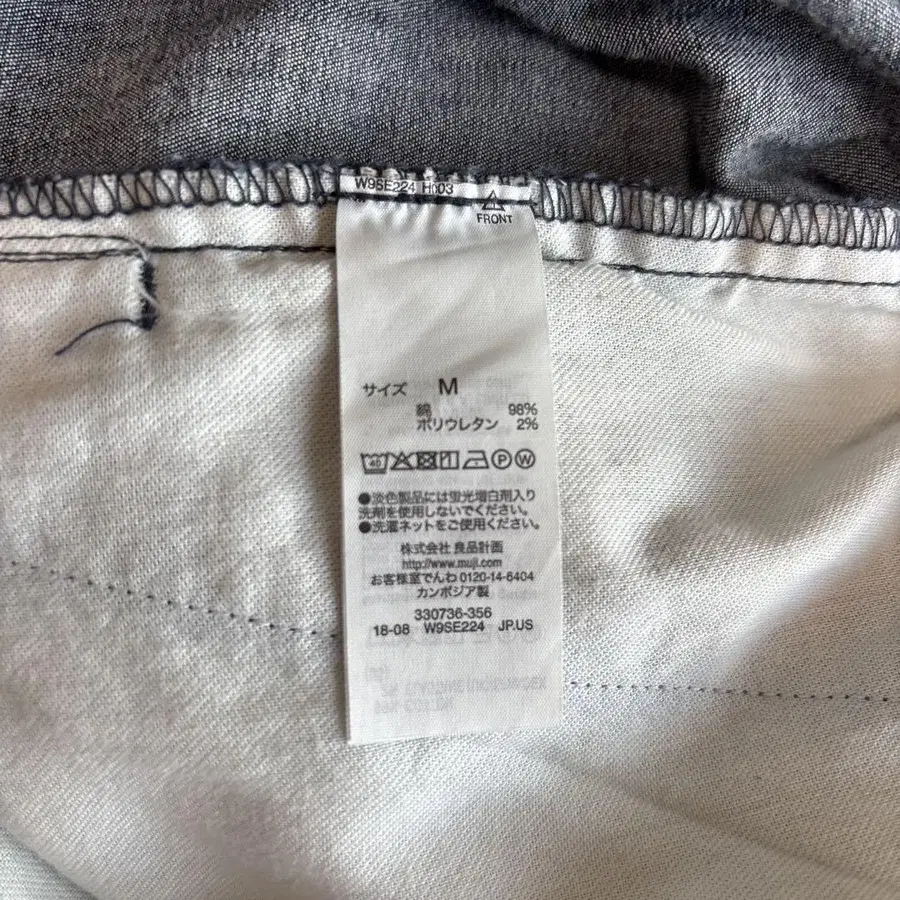 W9SE224 H003
FRONT
サイズ M
綿 98%
ポリウレタン 2%
40 P W
●淡色製品には蛍光増白剤入り
洗剤を使用しないでください。
●洗濯ネットをご使用ください。
株式会社 良品計画
http://www.muji.com
お客様室でんわ 0120-14-6404
カンボジア製
330736-356
18-08 W9SE224 JP.US